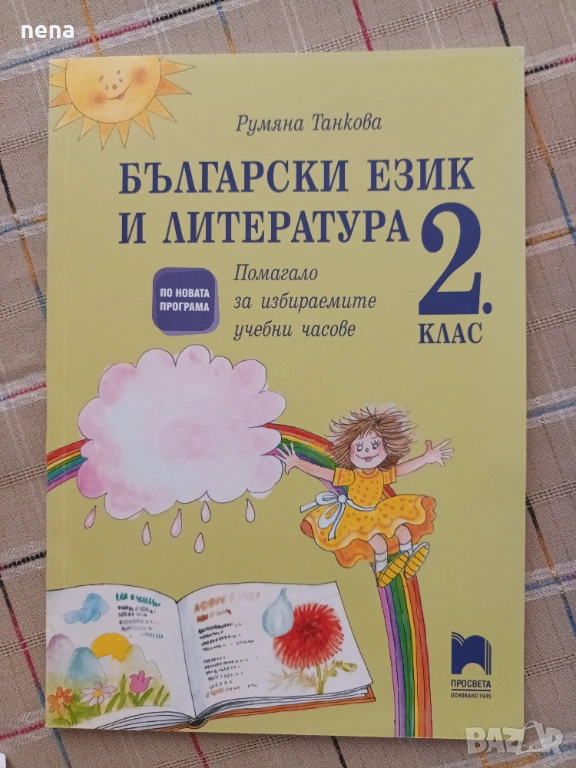 nena
Румяна Танкова
БЪЛГАРСКИ ЕЗИК
И ЛИТЕРАТУРА
2.
КЛАС
ПО НОВАТА
ПРОГРАМА
Помагало
за избираемите
учебни часове
ПРОСВЕТА
ОСНОВАНО 1945
BAZAR